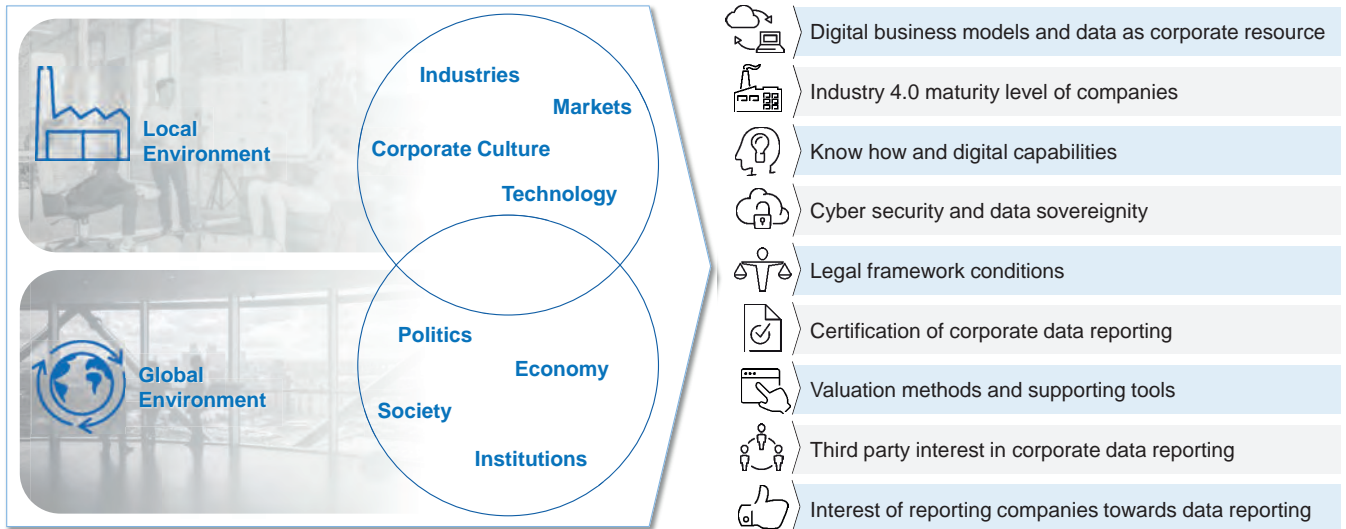 Local
Environment
Industries
Markets
Corporate Culture
Technology
Global
Environment
Politics
Economy
Society
Institutions
Digital business models and data as corporate resource
Industry 4.0 maturity level of companies
Know how and digital capabilities
Cyber security and data sovereignity
Legal framework conditions
Certification of corporate data reporting
Valuation methods and supporting tools
Third party interest in corporate data reporting
Interest of reporting companies towards data reporting